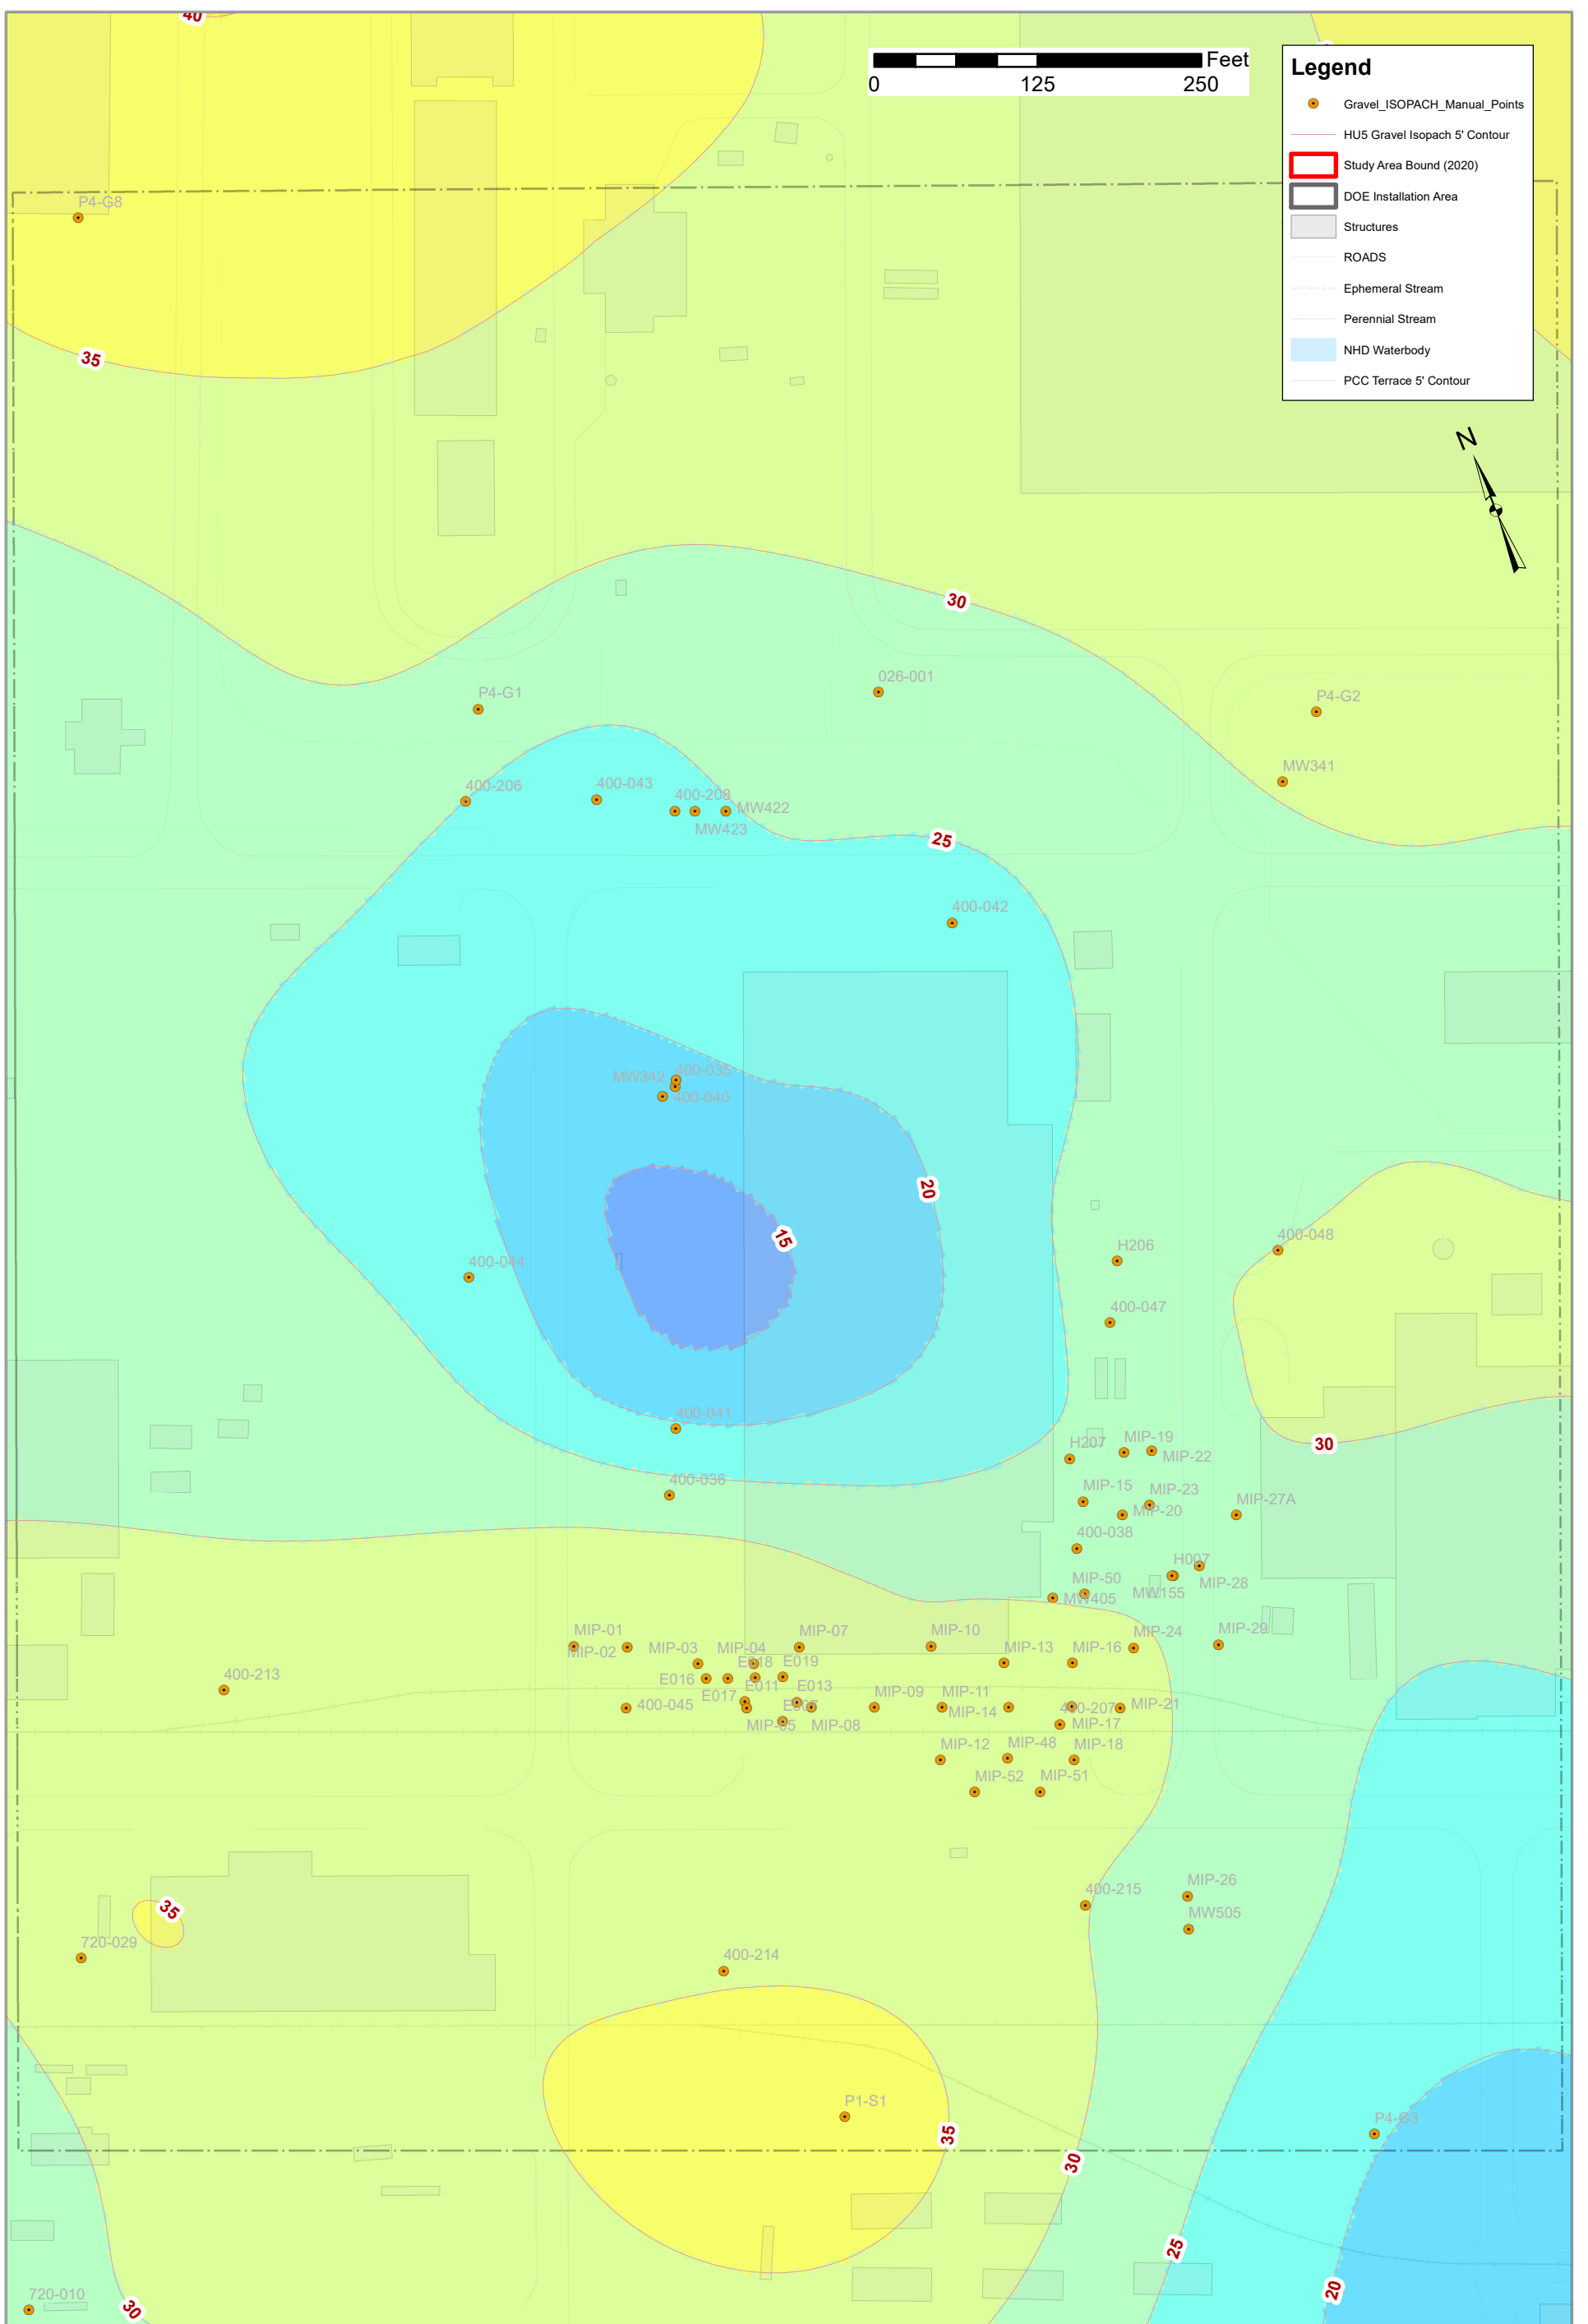 40
Feet
0 125 250
Legend
Gravel_ISOPACH_Manual_Points
HU5 Gravel Isopach 5' Contour
Study Area Bound (2020)
DOE Installation Area
Structures
ROADS
Ephemeral Stream
Perennial Stream
NHD Waterbody
PCC Terrace 5' Contour
P4-G8
35
N
30
026-001
P4-G1
P4-G2
MW341
400-206
400-043
400-208
MW422
MW423
25
400-042
400-035
MW342
400-040
20
15
H206
400-048
400-044
400-047
400-041
30
H207
MIP-19
MIP-22
400-036
MIP-15
MIP-23
MIP-27A
MIP-20
400-038
H007
MIP-28
MIP-50
MW155
MW405
MIP-01
MIP-02
MIP-03
MIP-04
MIP-07
MIP-10
MIP-13
MIP-16
MIP-24
MIP-29
E018
E019
E016
400-213
E017
E011
E013
400-045
E007
MIP-09
MIP-11
MIP-14
400-207
MIP-21
MIP-05
MIP-08
MIP-17
MIP-12
MIP-48
MIP-18
MIP-52
MIP-51
400-215
MIP-26
35
MW505
720-029
400-214
P1-S1
35
P4-G3
30
25
20
720-010
30